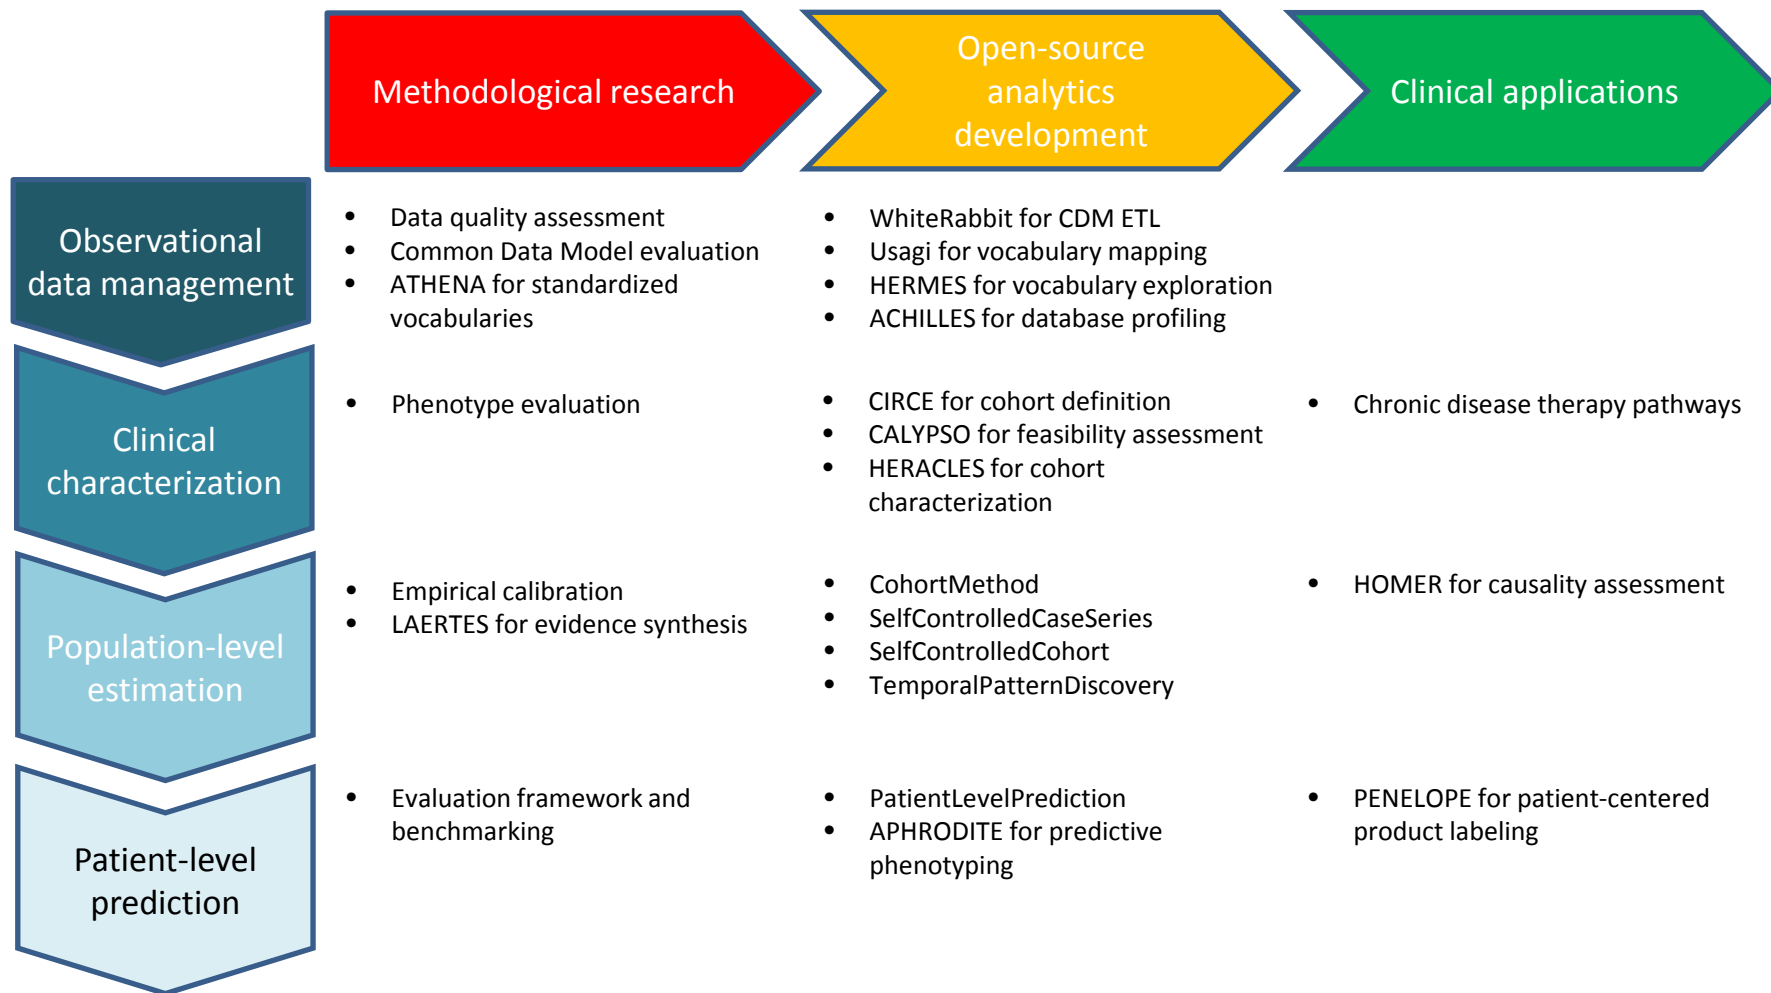 Methodological research
Open-source
analytics
development
Clinical applications
Observational
data management
• Data quality assessment
• Common Data Model evaluation
• ATHENA for standardized
vocabularies
• WhiteRabbit for CDM ETL
• Usagi for vocabulary mapping
• HERMES for vocabulary exploration
• ACHILLES for database profiling
Clinical
characterization
• Phenotype evaluation
• CIRCE for cohort definition
• CALYPSO for feasibility assessment
• HERACLES for cohort
characterization
• Chronic disease therapy pathways
Population-level
estimation
• Empirical calibration
• LAERTES for evidence synthesis
• CohortMethod
• SelfControlledCaseSeries
• SelfControlledCohort
• TemporalPatternDiscovery
• HOMER for causality assessment
Patient-level
prediction
• Evaluation framework and
benchmarking
• PatientLevelPrediction
• APHRODITE for predictive
phenotyping
• PENELOPE for patient-centered
product labeling